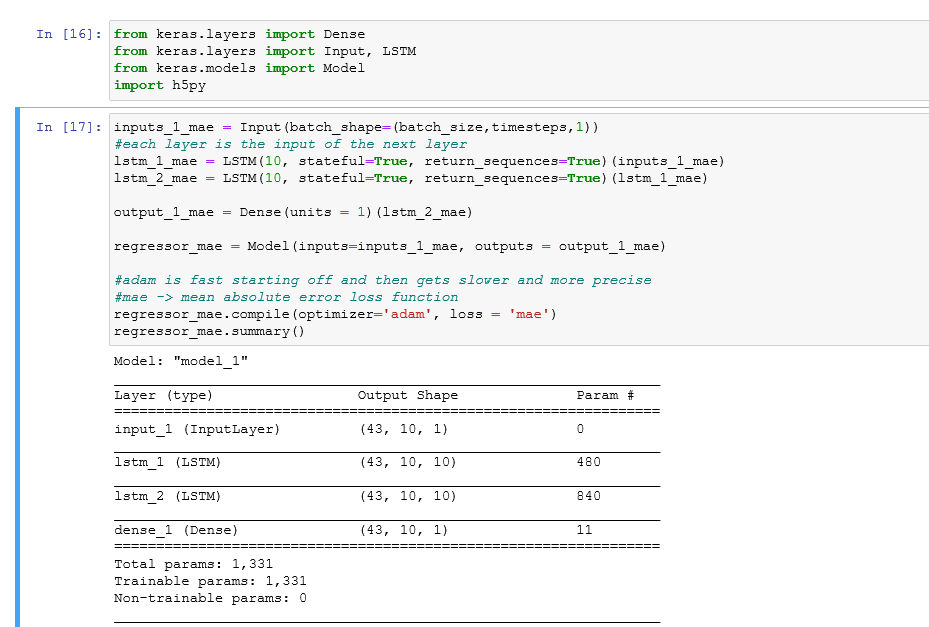 In [16]: from keras.layers import Dense
from keras.layers import Input, LSTM
from keras.models import Model
import h5py
In [17]: inputs_1_mae = Input(batch_shape=(batch_size,timesteps,1))
#each layer is the input of the next layer
lstm_1_mae = LSTM(10, stateful=True, return_sequences=True)(inputs_1_mae)
lstm_2_mae = LSTM(10, stateful=True, return_sequences=True)(lstm_1_mae)
output_1_mae = Dense(units = 1)(lstm_2_mae)
regressor_mae = Model(inputs=inputs_1_mae, outputs = output_1_mae)
#adam is fast starting off and then gets slover and more precise
#mae -> mean absolute error loss function
regressor_mae.compile(optimizer='adam', loss = 'mae')
regressor_mae.summary()
Model: "model_1"
Layer (type) Output Shape Param #
=================================================================
input_1 (InputLayer) (43, 10, 1) 0
lstm_1 (LSTM) (43, 10, 10) 480
lstm_2 (LSTM) (43, 10, 10) 840
dense_1 (Dense) (43, 10, 1) 11
=================================================================
Total params: 1,331
Trainable params: 1,331
Non-trainable params: 0